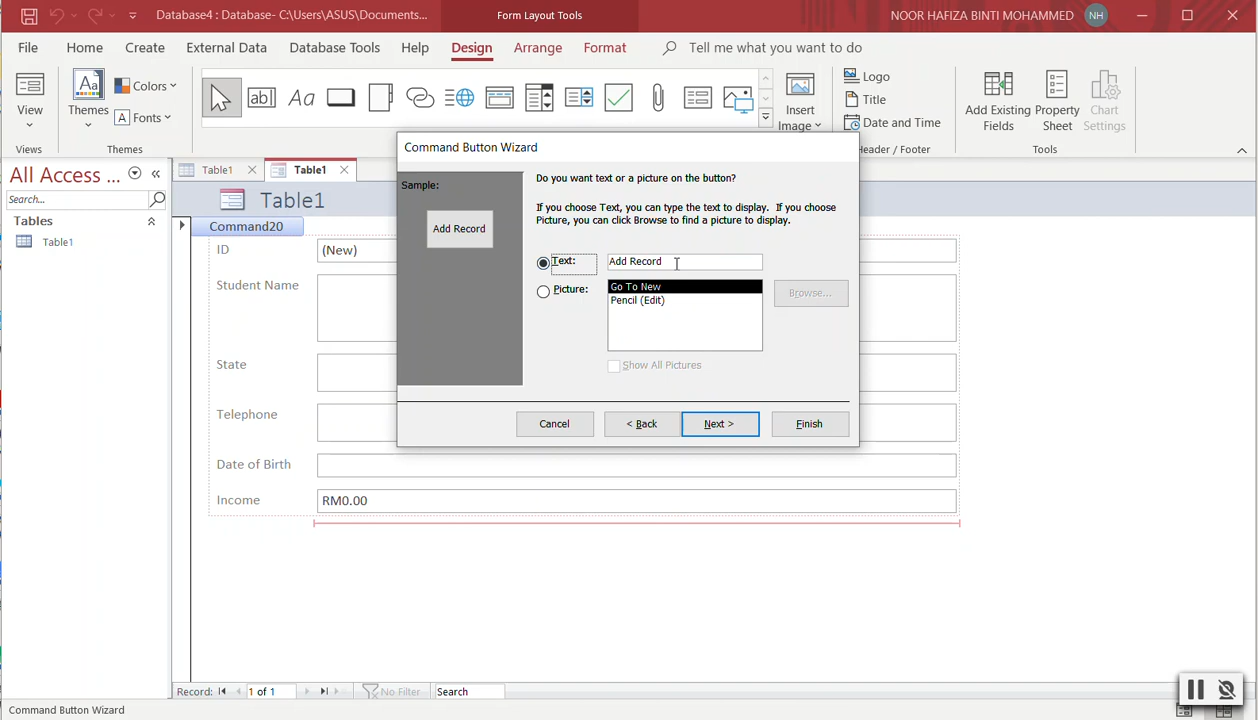 Database4 : Database- C:\Users\ASUS\Documents...
Form Layout Tools
NOOR HAFIZA BINTI MOHAMMED
NH
File
Home
Create
External Data
Database Tools
Help
Design
Arrange
Format
Tell me what you want to do
View
Views
Themes
Colors
Fonts
Themes
Aa
ab
Aa
Insert
Image
Logo
Title
Date and Time
eader / Footer
Add Existing
Fields
Property
Sheet
Chart
Settings
Tools
All Access ...
Search...
Tables
Table1
Table1
Table1
Table1
Command20
ID
(New)
Student Name
State
Telephone
Date of Birth
Income
RM0.00
Command Button Wizard
Sample:
Add Record
Do you want text or a picture on the button?
If you choose Text, you can type the text to display. If you choose
Picture, you can click Browse to find a picture to display.
Text:
Add Record
Picture:
Go To New
Pencil (Edit)
Browse...
Show All Pictures
Cancel
< Back
Next >
Finish
Record:
1 of 1
No Filter
Search
Command Button Wizard